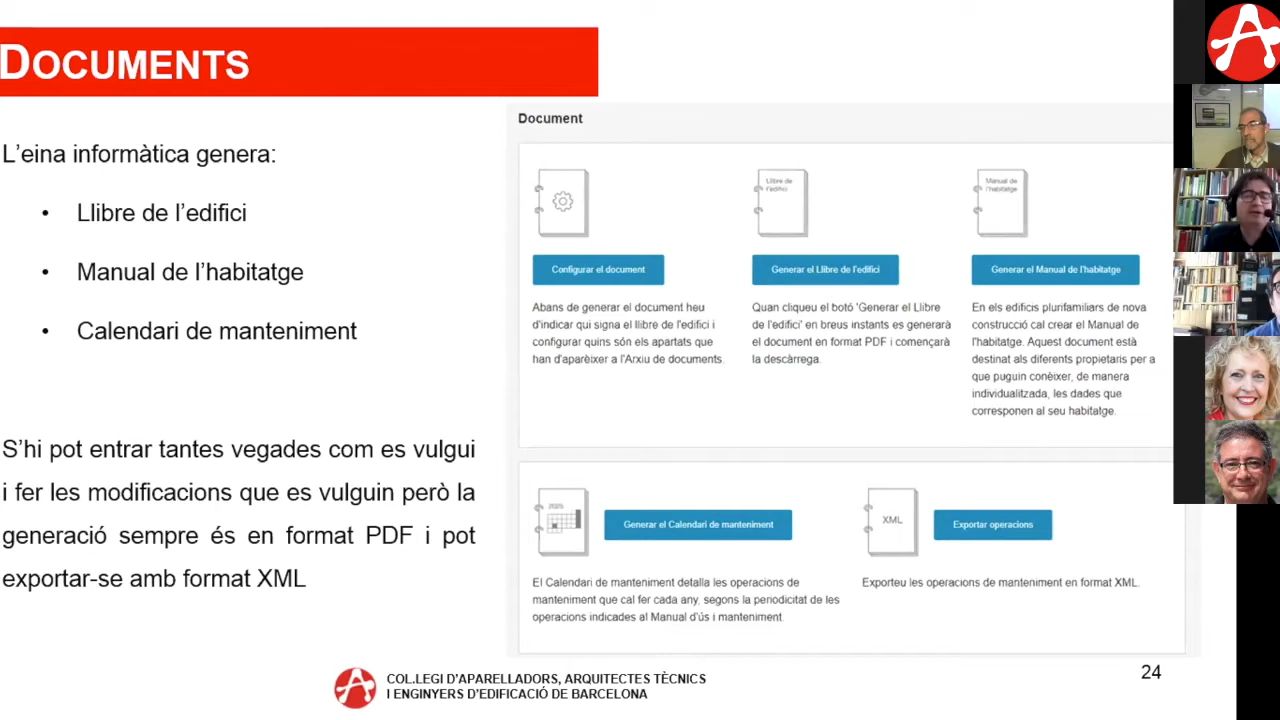 DOCUMENTS
L'eina informàtica genera:
• Llibre de l'edifici
• Manual de l'habitatge
• Calendari de manteniment
S'hi pot entrar tantes vegades com es vulgui
i fer les modificacions que es vulguin però la
generació sempre és en format PDF i pot
exportar-se amb format XML
Document
Configurar el document
Abans de generar el document heu
d'indicar qui signa el llibre de l'edifici i
configurar quins són els apartats que
han d'aparèixer a l'Arxiu de documents.
Llibre de
l'edifici
Generar el Llibre de l'edifici
Quan cliqueu el botó 'Generar el Llibre
de l'edifici' en breus instants es generarà
el document en format PDF i començarà
la descàrrega.
Manual de
l'habitatge
Generar el Manual de l'habitatge
En els edificis plurifamiliars de nova
construcció cal crear el Manual de
l'habitatge. Aquest document està
destinat als diferents propietaris per a
que puguin conèixer, de manera
individualitzada, les dades que
corresponen al seu habitatge.
Generar el Calendari de manteniment
El Calendari de manteniment detalla les operacions de
manteniment que cal fer cada any, segons la periodicitat de les
operacions indicades al Manual d'ús i manteniment.
XML
Exportar operacions
Exporteu les operacions de manteniment en format XML.
COL.LEGI D'APARELLADORS, ARQUITECTES TÈCNICS
I ENGINYERS D'EDIFICACIÓ DE BARCELONA
24